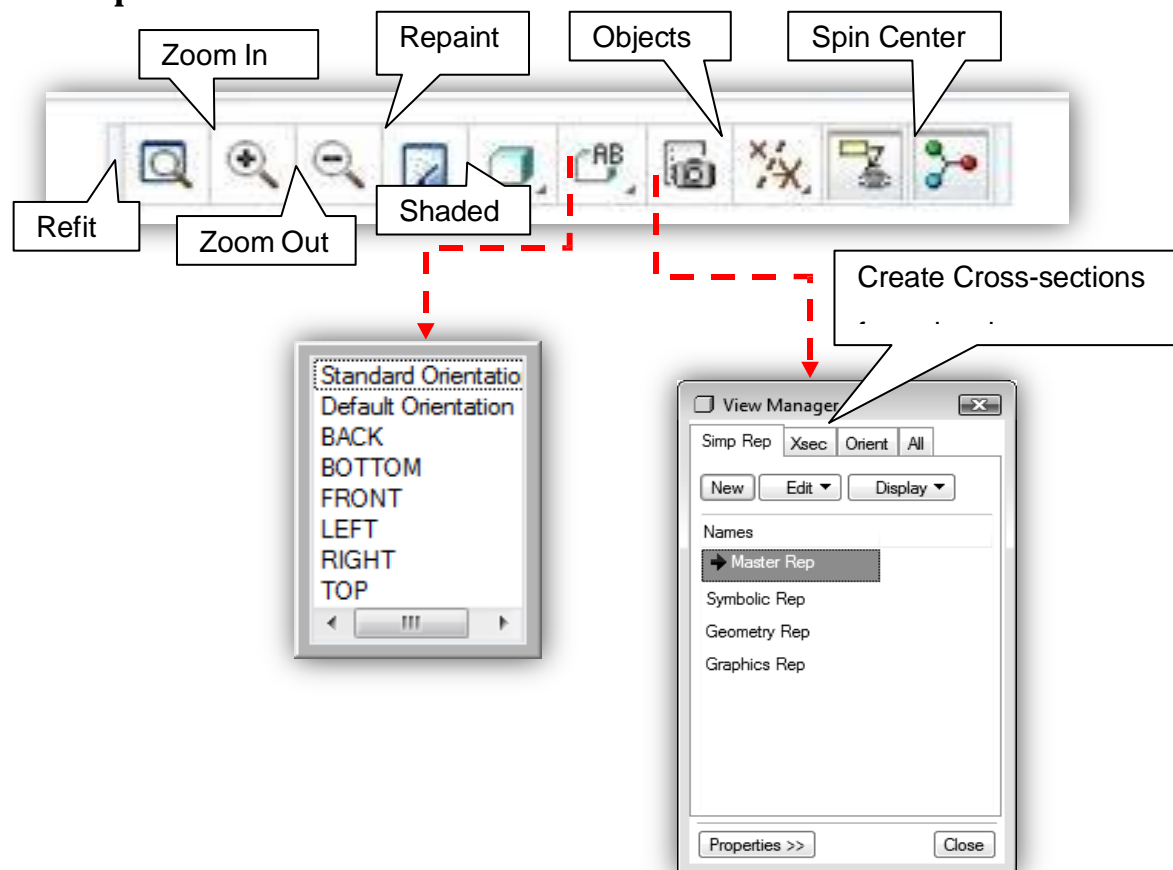 Zoom In
Repaint
Objects
Spin Center
AB
Refit
Zoom Out
Shaded
Create Cross-sections
Standard Orientatio
Default Orientation
BACK
BOTTOM
FRONT
LEFT
RIGHT
TOP
View Manager
Simp Rep Xsec Orient All
New Edit Display
Names
Master Rep
Symbolic Rep
Geometry Rep
Graphics Rep
Properties >> Close